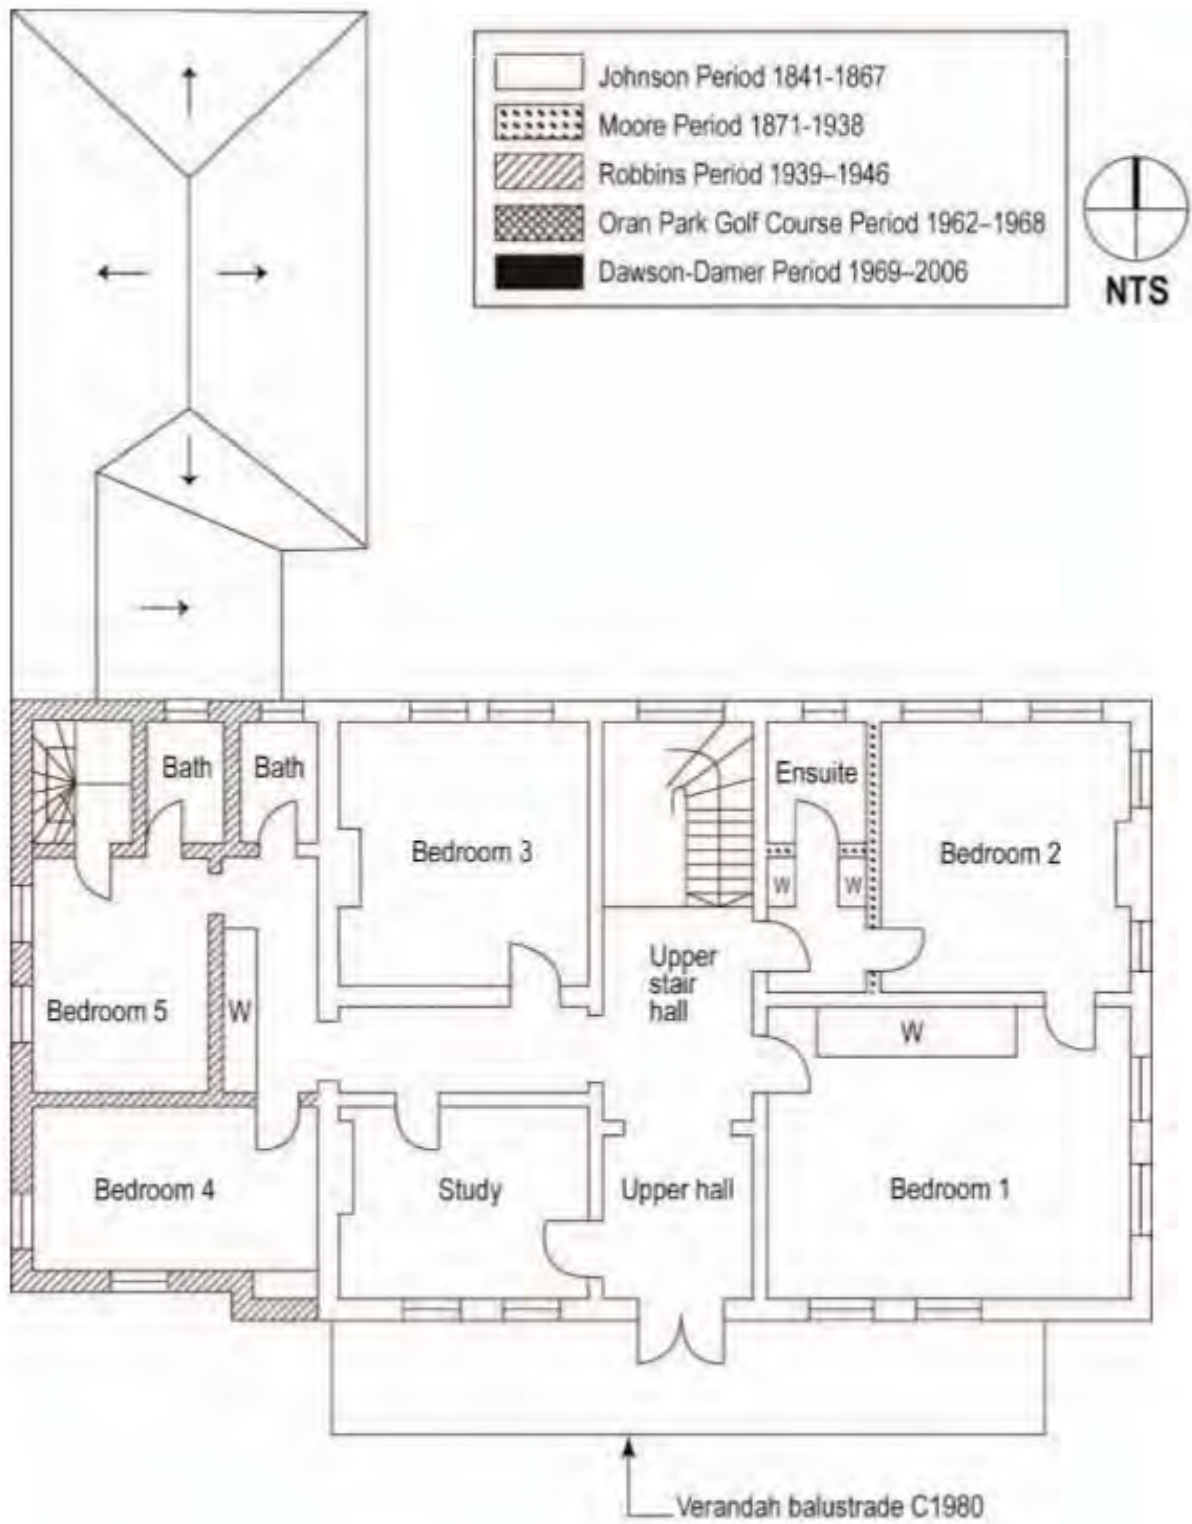 Johnson Period 1841-1867
Moore Period 1871-1938
Robbins Period 1939–1946
Oran Park Golf Course Period 1962–1968
Dawson-Damer Period 1969–2006
NTS
Bath
Bath
Bedroom 3
Ensuite
W
W
Bedroom 2
Upper
stair
hall
Bedroom 5
W
W
Bedroom 4
Study
Upper hall
Bedroom 1
Verandah balustrade C1980